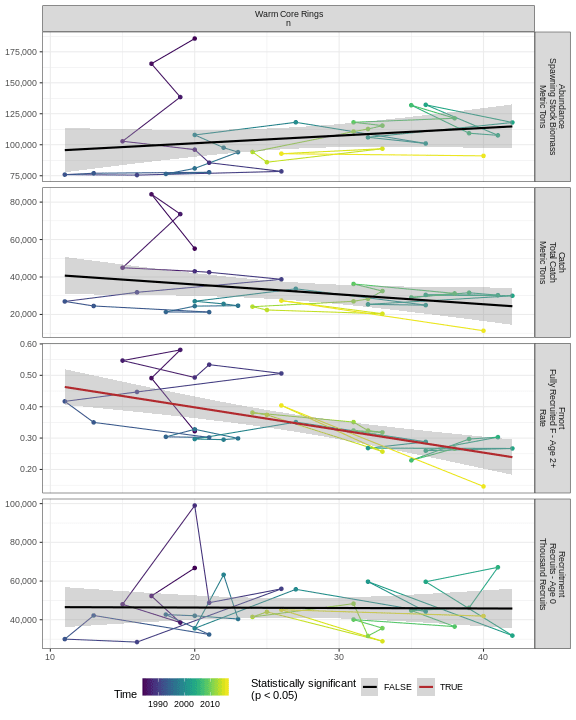 Warm Core Rings
n
175,000
150,000
125,000
100,000
75,000
Abundance
Spawning Stock Biomass
Metric Tons
80,000
60,000
40,000
20,000
Catch
Total Catch
Metric Tons
0.60
0.50
0.40
0.30
0.20
Fmort
Fully Recruited F - Age 2+
Rate
100,000
80,000
60,000
40,000
Recruitment
Recruits - Age 0
Thousand Recruits
10 20 30 40
Time
1990 2000 2010
Statistically significant
(p < 0.05)
FALSE TRUE